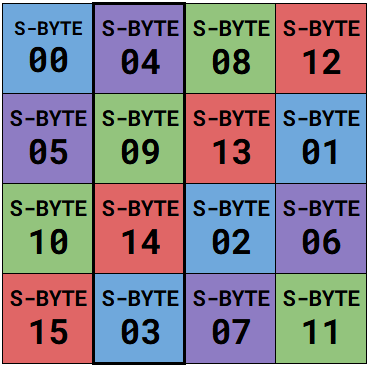 S-BYTE S-BYTE S-BYTE S-BYTE
00 04 08 12
S-BYTE S-BYTE S-BYTE S-BYTE
05 09 13 01
S-BYTE S-BYTE S-BYTE S-BYTE
10 14 02 06
S-BYTE S-BYTE S-BYTE S-BYTE
15 03 07 11